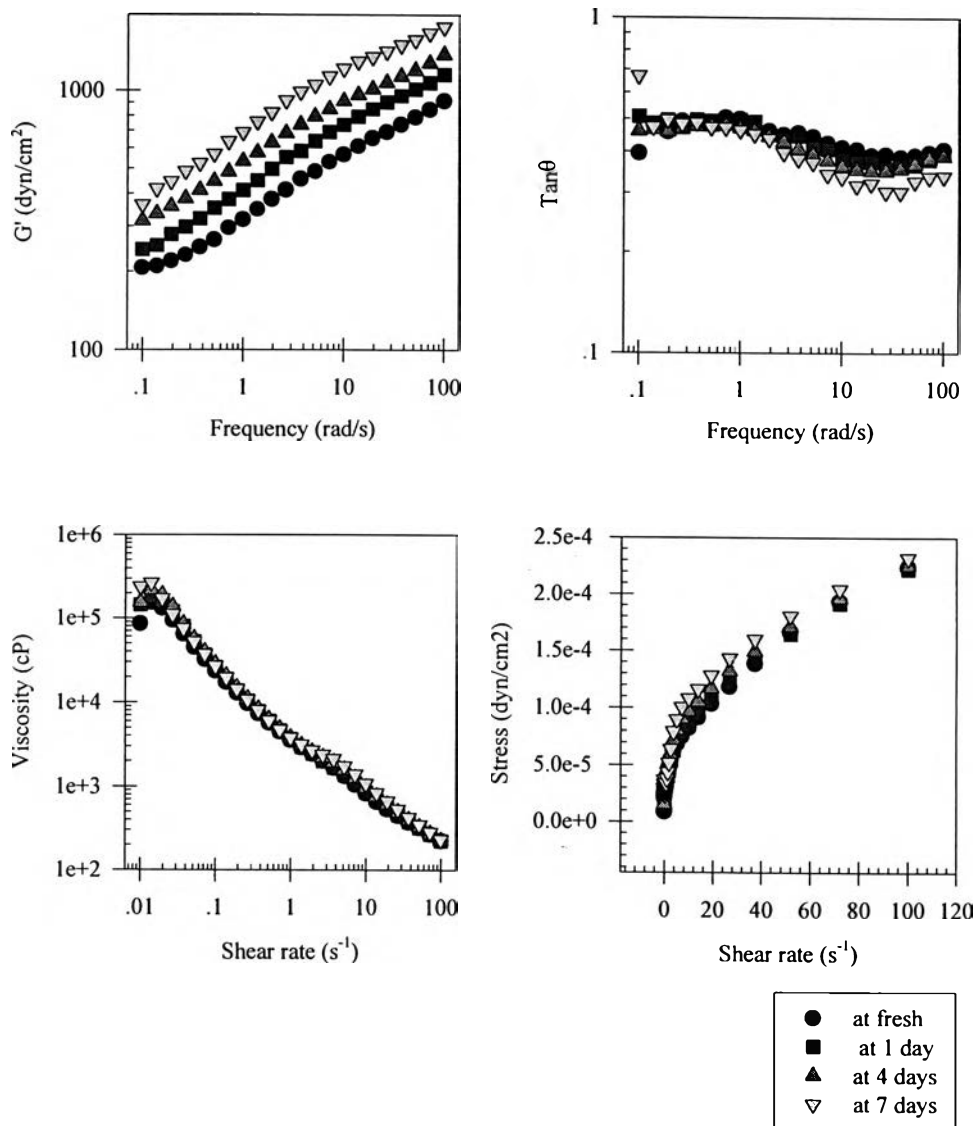 G' (dyn/cm²)
1000
100
.1 1 10 100
Frequency (rad/s)
Tanθ
1
.1
.1 1 10 100
Frequency (rad/s)
Viscosity (cP)
1e+6
1e+5
1e+4
1e+3
1e+2
.01 .1 1 10 100
Shear rate (s⁻¹)
Stress (dyn/cm2)
2.5e-4
2.0e-4
1.5e-4
1.0e-4
5.0e-5
0.0e+0
0 20 40 60 80 100 120
Shear rate (s⁻¹)
at fresh
at 1 day
at 4 days
at 7 days